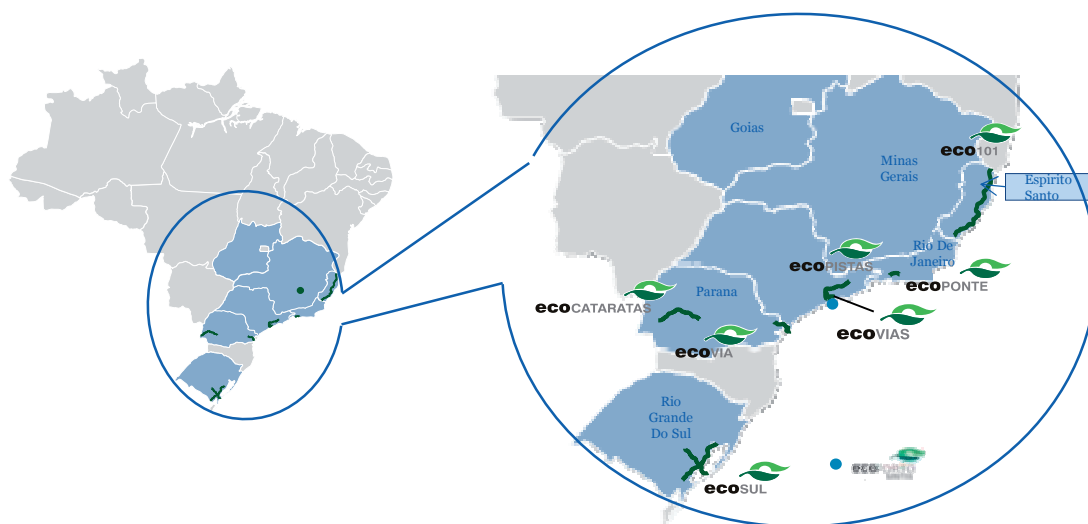 Goias
eco101
Minas
Gerais
Espirito
Santo
Rio De
Janeiro
ecoPISTAS
ecoPONTE
Parana
ecoCATARATAS
ecoVIAS
ecoVIA
Rio
Grande
Do Sul
ecoPORTO
ecoSUL